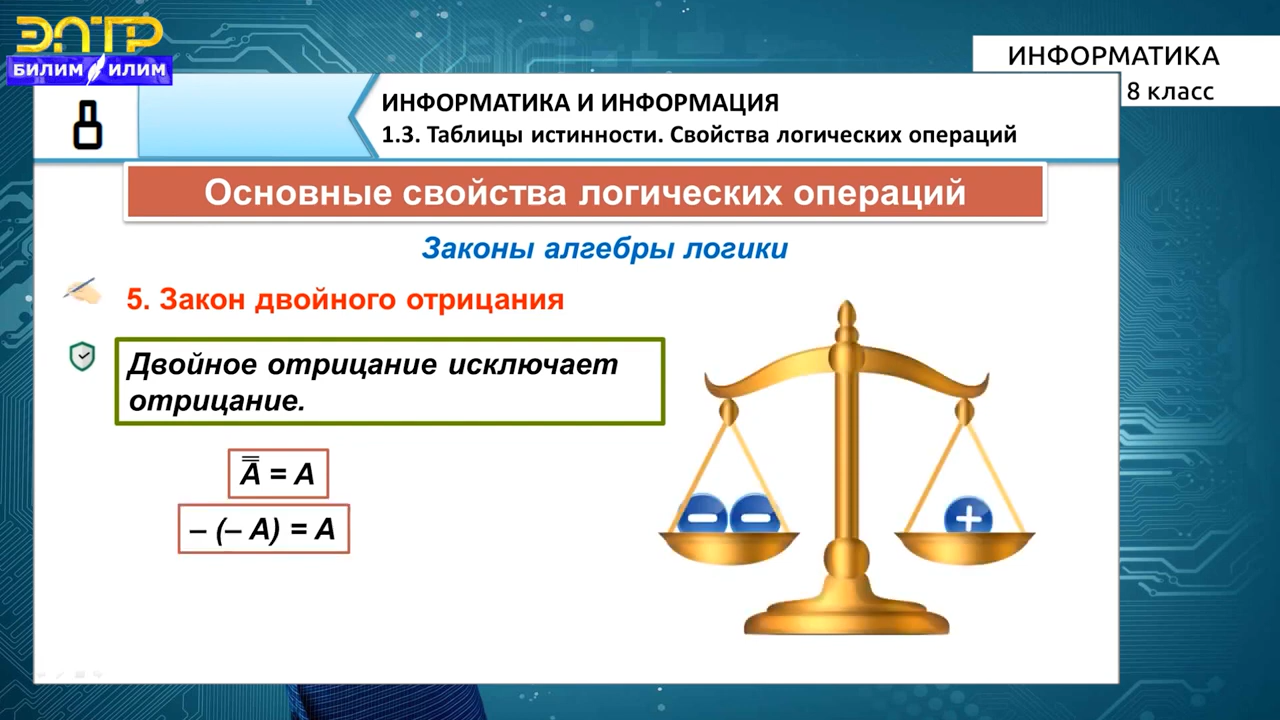 ЭЛТР
БИЛИМ ИЛИМ
ИНФОРМАТИКА
8 класс
8
ИНФОРМАТИКА И ИНФОРМАЦИЯ
1.3. Таблицы истинности. Свойства логических операций
Основные свойства логических операций
Законы алгебры логики
5. Закон двойного отрицания
Двойное отрицание исключает
отрицание.
A̿ = A
– (– A) = A